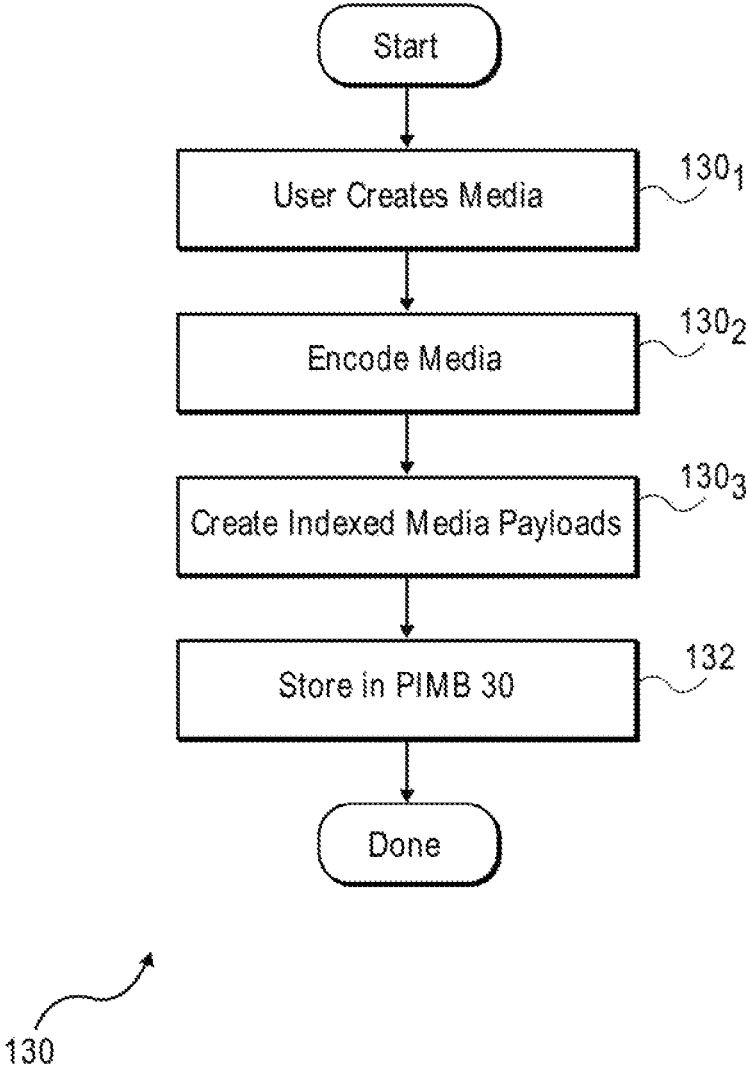 Start
User Creates Media
130₁
Encode Media
130₂
Create Indexed Media Payloads
130₃
Store in PIMB 30
132
Done
130